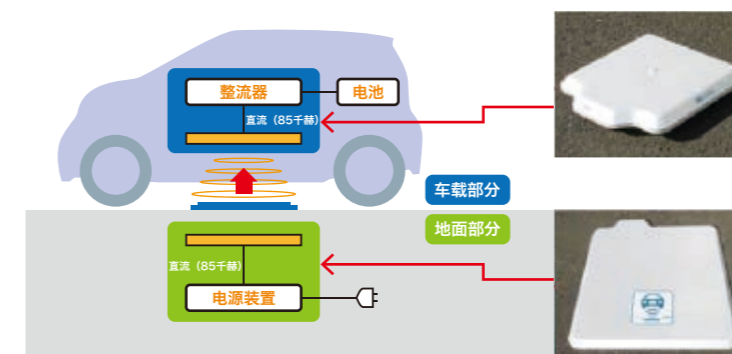 整流器
电池
直流（85千赫）
车载部分
地面部分
直流（85千赫）
电源装置